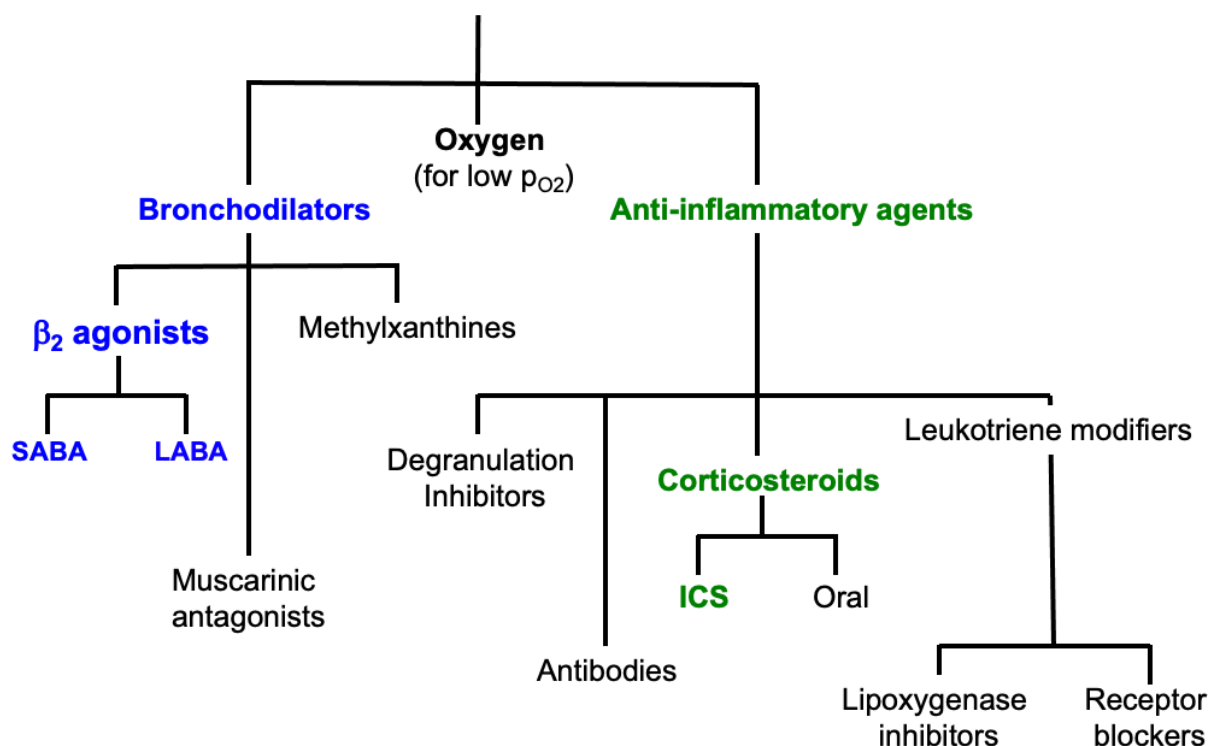 Oxygen
(for low pO2)
Bronchodilators
Anti-inflammatory agents
β2 agonists
Methylxanthines
SABA
LABA
Degranulation
Inhibitors
Leukotriene modifiers
Corticosteroids
Muscarinic
antagonists
ICS
Oral
Antibodies
Lipoxygenase
inhibitors
Receptor
blockers